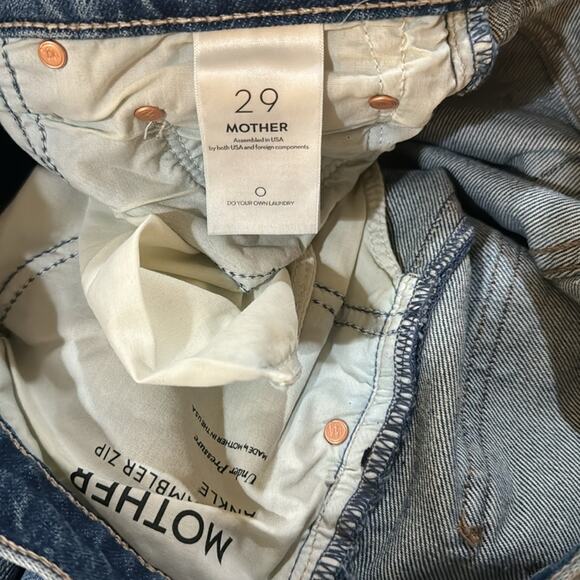 29
MOTHER
Assembled in USA
by both USA and foreign components
DO YOUR OWN LAUNDRY
MOTHER
ANKLE RAMBLER ZIP
Under Pressure
MADE by MOTHER IN THE USA